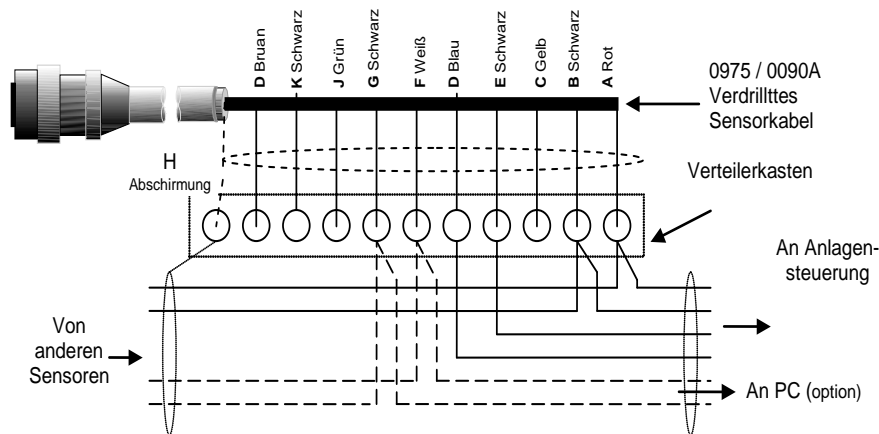 D Bruan
K Schwarz
J Grün
G Schwarz
F Weiß
D Blau
E Schwarz
C Gelb
B Schwarz
A Rot
0975 / 0090A
Verdrillttes
Sensorkabel
H
Abschirmung
Verteilerkasten
An Anlagen-
steuerung
Von
anderen
Sensoren
An PC (option)